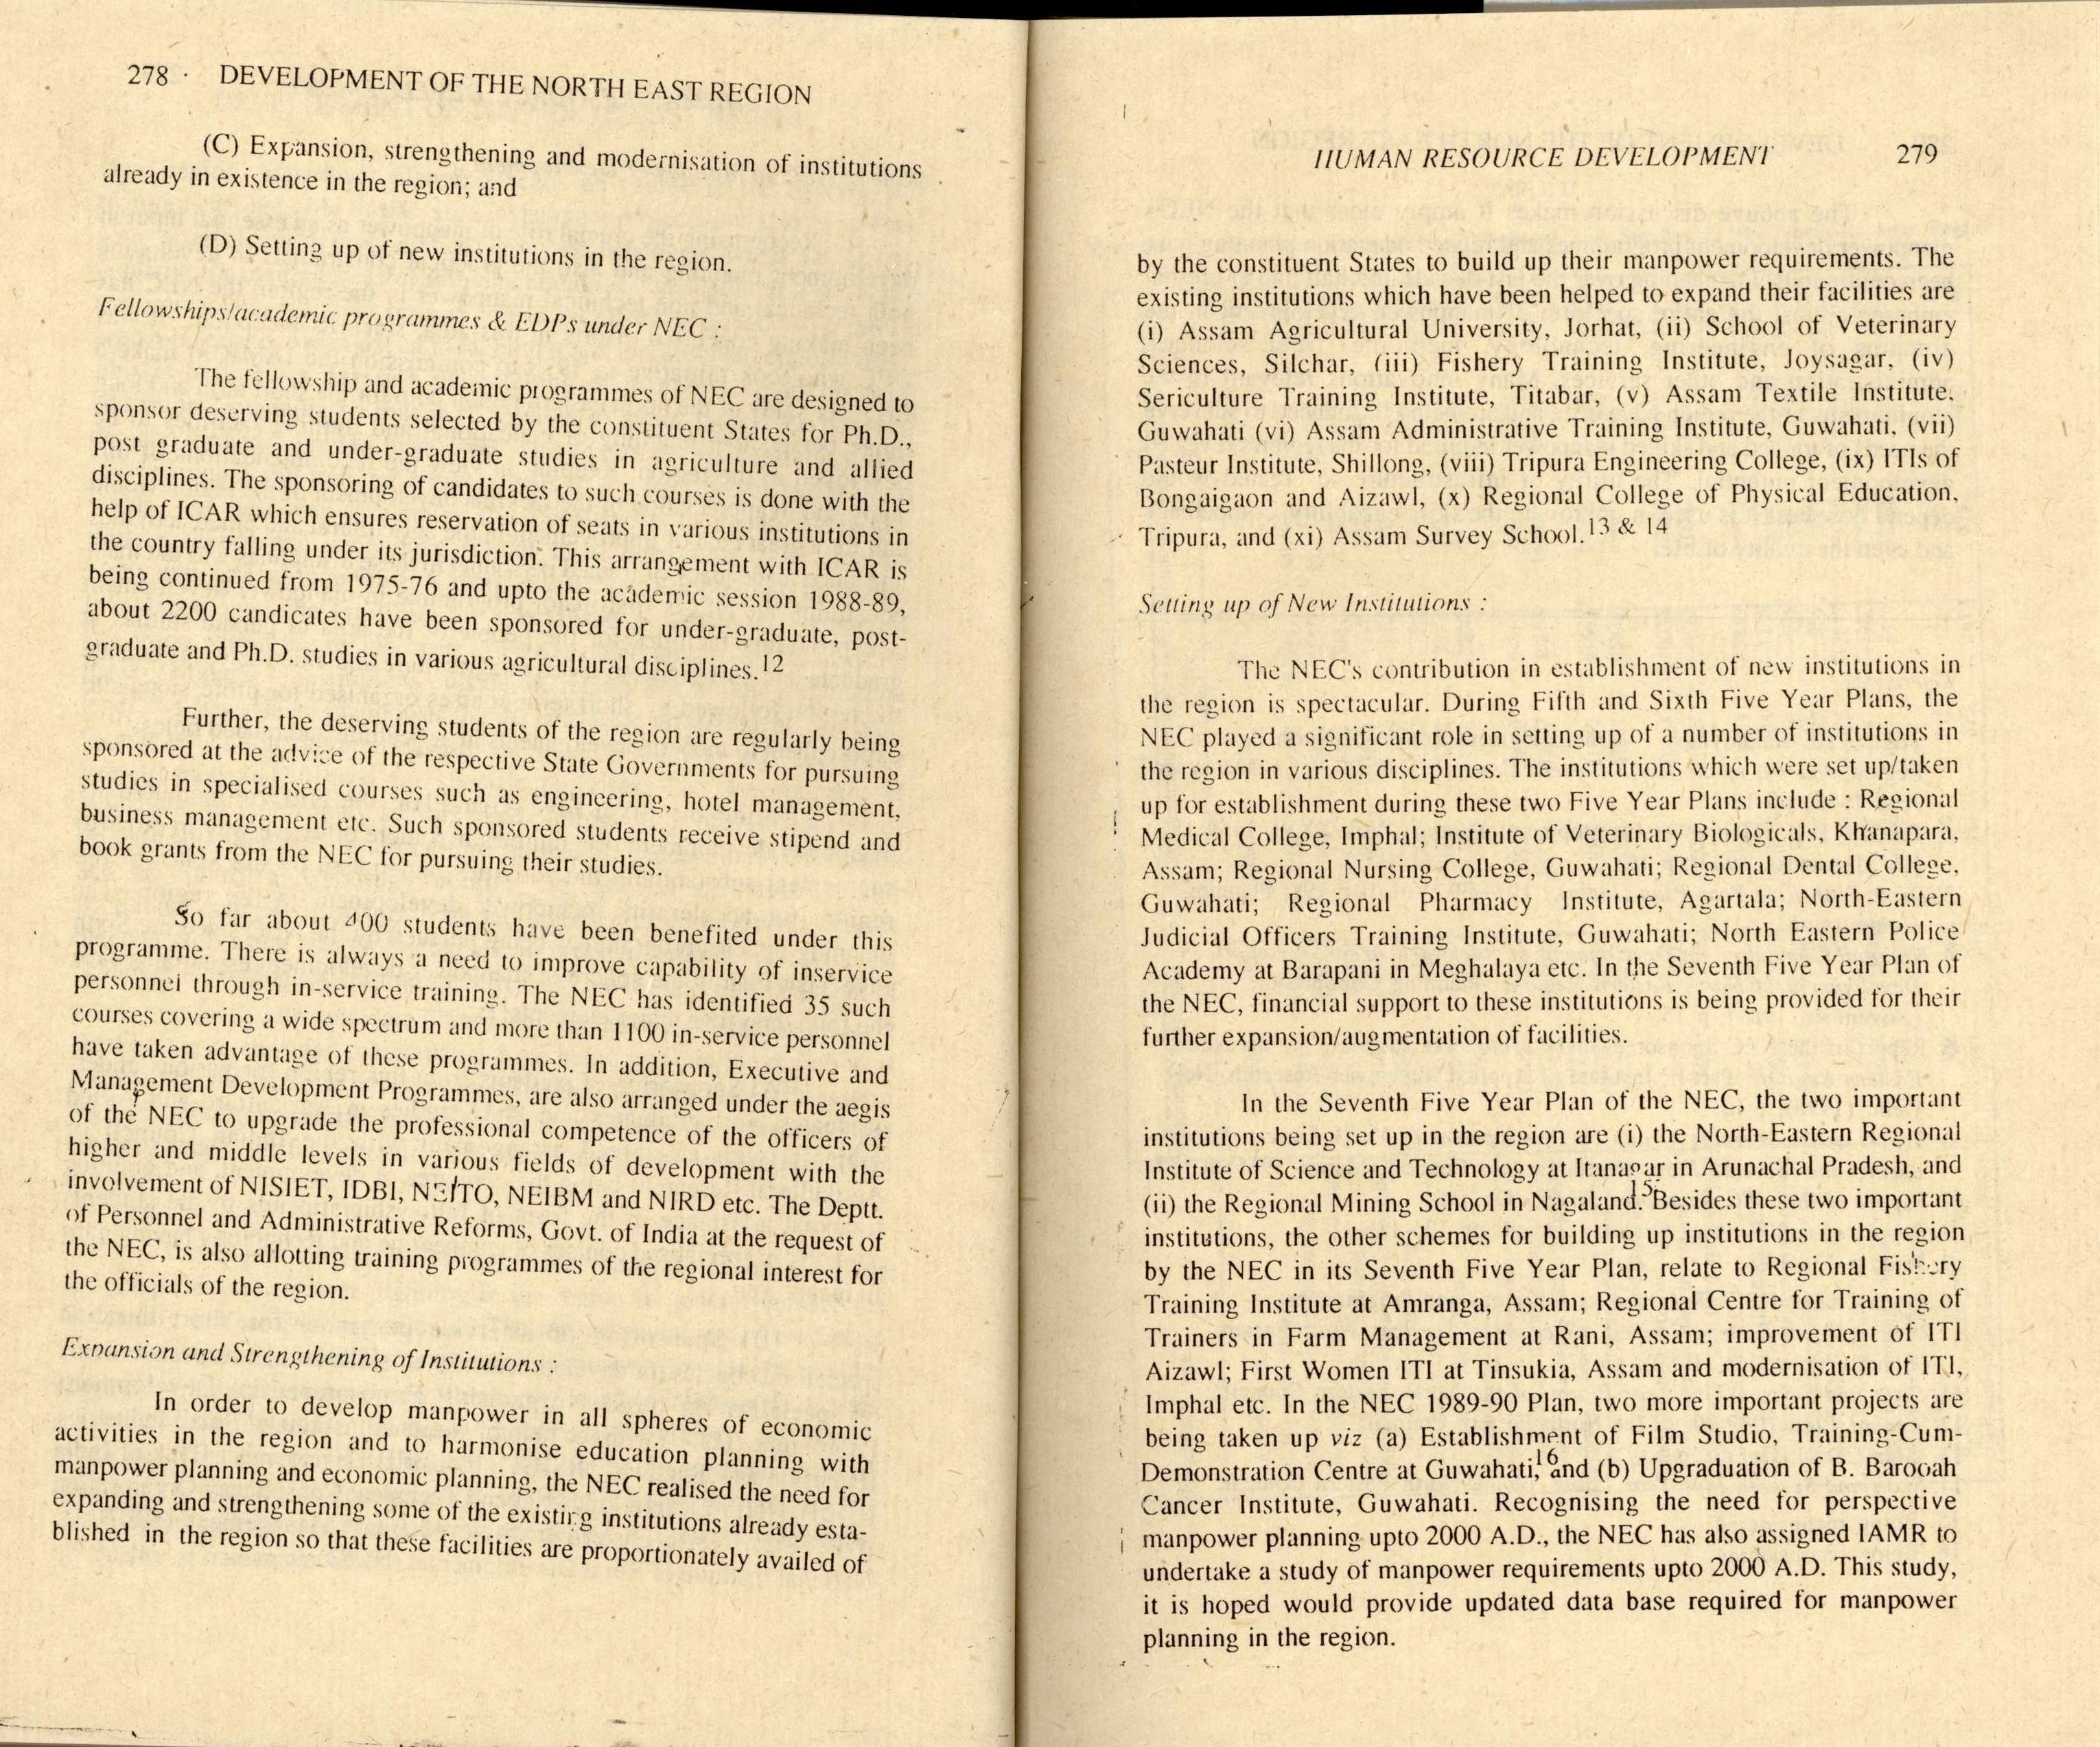 278 · DEVELOPMENT OF THE NORTH EAST REGION
(C) Expansion, strengthening and modernisation of institutions
already in existence in the region; and
(D) Setting up of new institutions in the region.
Fellowships/academic programmes & EDPs under NEC :
The fellowship and academic programmes of NEC are designed to
sponsor deserving students selected by the constituent States for Ph.D.,
post graduate and under-graduate studies in agriculture and allied
disciplines. The sponsoring of candidates to such courses is done with the
help of ICAR which ensures reservation of seats in various institutions in
the country falling under its jurisdiction. This arrangement with ICAR is
being continued from 1975-76 and upto the academic session 1988-89,
about 2200 candicates have been sponsored for under-graduate, post-
graduate and Ph.D. studies in various agricultural disciplines.12
Further, the deserving students of the region are regularly being
sponsored at the advice of the respective State Governments for pursuing
studies in specialised courses such as engineering, hotel management,
business management etc. Such sponsored students receive stipend and
book grants from the NEC for pursuing their studies.
So far about 400 students have been benefited under this
programme. There is always a need to improve capability of inservice
personnel through in-service training. The NEC has identified 35 such
courses covering a wide spectrum and more than 1100 in-service personnel
have taken advantage of these programmes. In addition, Executive and
Management Development Programmes, are also arranged under the aegis
of the NEC to upgrade the professional competence of the officers of
higher and middle levels in various fields of development with the
involvement of NISIET, IDBI, NEITO, NEIBM and NIRD etc. The Deptt.
of Personnel and Administrative Reforms, Govt. of India at the request of
the NEC, is also allotting training programmes of the regional interest for
the officials of the region.
Expansion and Strengthening of Institutions :
In order to develop manpower in all spheres of economic
activities in the region and to harmonise education planning with
manpower planning and economic planning, the NEC realised the need for
expanding and strengthening some of the existing institutions already esta-
blished in the region so that these facilities are proportionately availed of
HUMAN RESOURCE DEVELOPMENT 279
by the constituent States to build up their manpower requirements. The
existing institutions which have been helped to expand their facilities are
(i) Assam Agricultural University, Jorhat, (ii) School of Veterinary
Sciences, Silchar, (iii) Fishery Training Institute, Joysagar, (iv)
Sericulture Training Institute, Titabar, (v) Assam Textile Institute,
Guwahati (vi) Assam Administrative Training Institute, Guwahati, (vii)
Pasteur Institute, Shillong, (viii) Tripura Engineering College, (ix) ITIs of
Bongaigaon and Aizawl, (x) Regional College of Physical Education,
Tripura, and (xi) Assam Survey School.13 & 14
Setting up of New Institutions :
The NEC's contribution in establishment of new institutions in
the region is spectacular. During Fifth and Sixth Five Year Plans, the
NEC played a significant role in setting up of a number of institutions in
the region in various disciplines. The institutions which were set up/taken
up for establishment during these two Five Year Plans include : Regional
Medical College, Imphal; Institute of Veterinary Biologicals, Khanapara,
Assam; Regional Nursing College, Guwahati; Regional Dental College,
Guwahati; Regional Pharmacy Institute, Agartala; North-Eastern
Judicial Officers Training Institute, Guwahati; North Eastern Police
Academy at Barapani in Meghalaya etc. In the Seventh Five Year Plan of
the NEC, financial support to these institutions is being provided for their
further expansion/augmentation of facilities.
In the Seventh Five Year Plan of the NEC, the two important
institutions being set up in the region are (i) the North-Eastern Regional
Institute of Science and Technology at Itanagar in Arunachal Pradesh, and
(ii) the Regional Mining School in Nagaland.15 Besides these two important
institutions, the other schemes for building up institutions in the region
by the NEC in its Seventh Five Year Plan, relate to Regional Fishery
Training Institute at Amranga, Assam; Regional Centre for Training of
Trainers in Farm Management at Rani, Assam; improvement of ITI
Aizawl; First Women ITI at Tinsukia, Assam and modernisation of ITI,
Imphal etc. In the NEC 1989-90 Plan, two more important projects are
being taken up viz (a) Establishment of Film Studio, Training-Cum-
Demonstration Centre at Guwahati,16 and (b) Upgraduation of B. Barooah
Cancer Institute, Guwahati. Recognising the need for perspective
manpower planning upto 2000 A.D., the NEC has also assigned IAMR to
undertake a study of manpower requirements upto 2000 A.D. This study,
it is hoped would provide updated data base required for manpower
planning in the region.